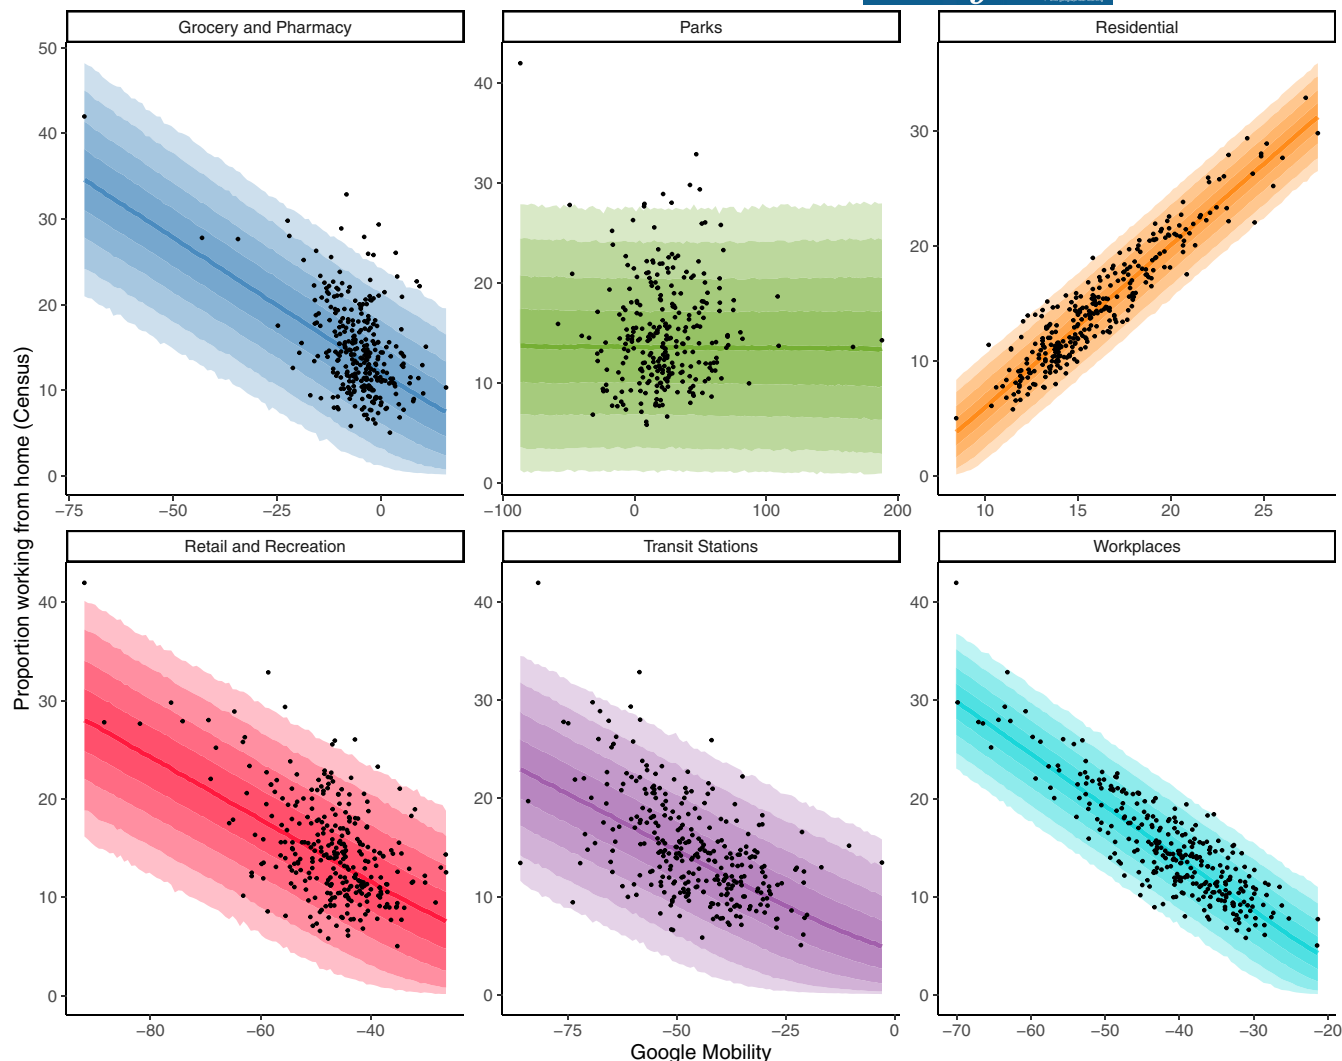 Grocery and Pharmacy
Parks
Residential
50
40
30
20
10
0
−75 −50 −25 0
40
30
20
10
0
−100 0 100 200
30
20
10
0
10 15 20 25
Proportion working from home (Census)
Retail and Recreation
Transit Stations
Workplaces
40
30
20
10
0
−80 −60 −40
40
30
20
10
0
−75 −50 −25 0
40
30
20
10
0
−70 −60 −50 −40 −30 −20
Google Mobility